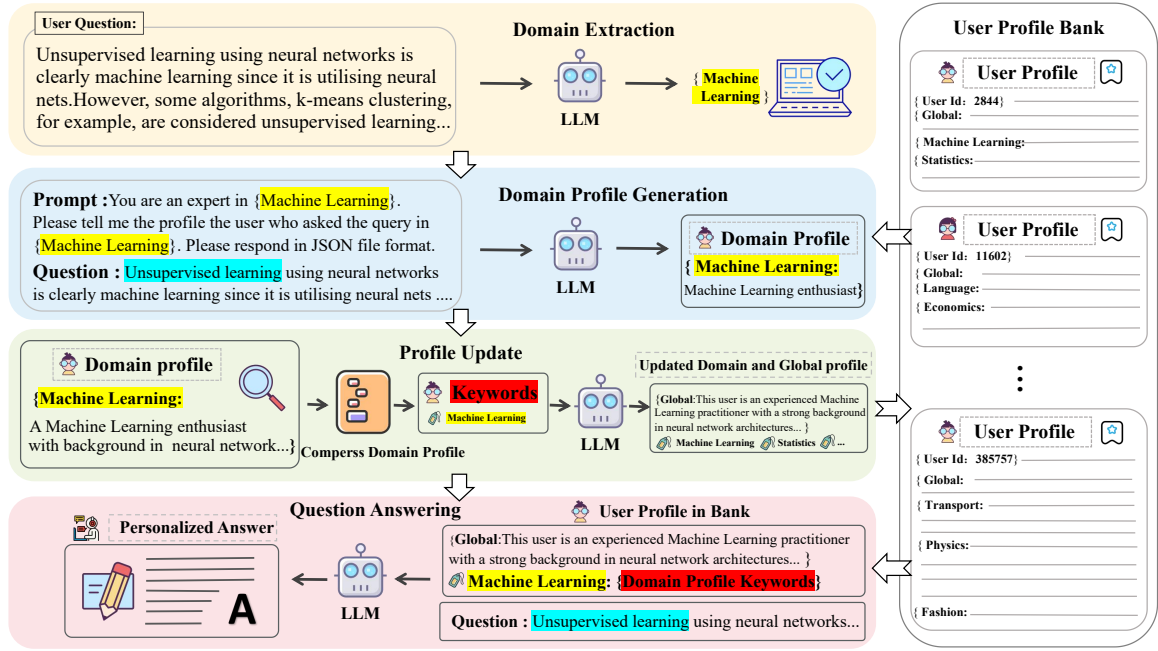 User Question:
Unsupervised learning using neural networks is
clearly machine learning since it is utilising neural
nets.However, some algorithms, k-means clustering,
for example, are considered unsupervised learning...
Domain Extraction
LLM
{ Machine
Learning }
Prompt :You are an expert in {Machine Learning}.
Please tell me the profile the user who asked the query in
{Machine Learning}. Please respond in JSON file format.
Question : Unsupervised learning using neural networks
is clearly machine learning since it is utilising neural nets ....
Domain Profile Generation
LLM
Domain Profile
{ Machine Learning:
Machine Learning enthusiast}
Profile Update
Domain profile
{Machine Learning:
A Machine Learning enthusiast
with background in neural network...}
Comperss Domain Profile
Keywords
Machine Learning
LLM
Updated Domain and Global profile
{Global:This user is an experienced Machine
Learning practitioner with a strong background
in neural network architectures... }
Machine Learning Statistics ...
Question Answering
Personalized Answer
A
LLM
User Profile in Bank
{Global:This user is an experienced Machine Learning practitioner
with a strong background in neural network architectures... }
Machine Learning: {Domain Profile Keywords}
Question : Unsupervised learning using neural networks...
User Profile Bank
User Profile
{ User Id: 2844}
{ Global:
{ Machine Learning:
{ Statistics:
User Profile
{ User Id: 11602}
{ Global:
{ Language:
{ Economics:
User Profile
{ User Id: 385757}
{ Global:
{ Transport:
{ Physics:
{ Fashion: